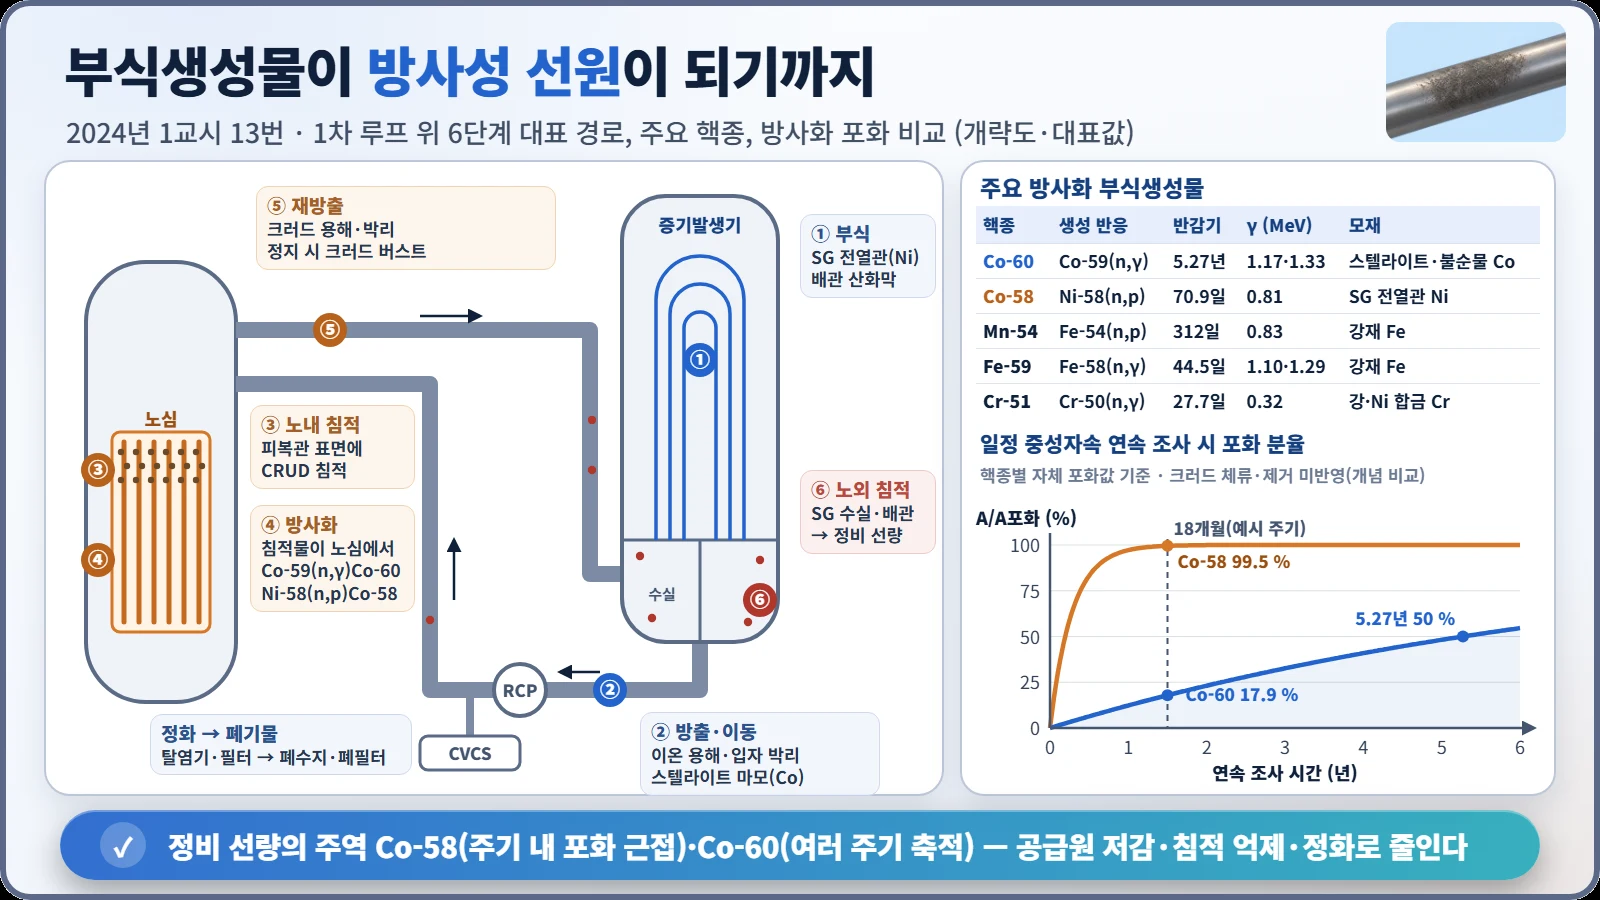 부식생성물이 방사성 선원이 되기까지
2024년 1교시 13번 · 1차 루프 위 6단계 대표 경로, 주요 핵종, 방사화 포화 비교 (개략도·대표값)
⑤ 재방출
크러드 용해·박리
정지 시 크러드 버스트
증기발생기
① 부식
SG 전열관(Ni)
배관 산화막
⑤
①
노심
③ 노내 침적
피복관 표면에
CRUD 침적
③
④ 방사화
침적물이 노심에서
Co-59(n,γ)Co-60
Ni-58(n,p)Co-58
④
⑥ 노외 침적
SG 수실·배관
→ 정비 선량
수실
⑥
RCP
②
정화 → 폐기물
탈염기·필터 → 폐수지·폐필터
CVCS
② 방출·이동
이온 용해·입자 박리
스텔라이트 마모(Co)
주요 방사화 부식생성물
핵종 생성 반응 반감기 γ (MeV) 모재
Co-60 Co-59(n,γ) 5.27년 1.17·1.33 스텔라이트·불순물 Co
Co-58 Ni-58(n,p) 70.9일 0.81 SG 전열관 Ni
Mn-54 Fe-54(n,p) 312일 0.83 강재 Fe
Fe-59 Fe-58(n,γ) 44.5일 1.10·1.29 강재 Fe
Cr-51 Cr-50(n,γ) 27.7일 0.32 강·Ni 합금 Cr
일정 중성자속 연속 조사 시 포화 분율
핵종별 자체 포화값 기준 · 크러드 체류·제거 미반영(개념 비교)
A/A포화 (%)
18개월(예시 주기)
100
Co-58 99.5 %
75
5.27년 50 %
50
25
Co-60 17.9 %
0
0 1 2 3 4 5 6
연속 조사 시간 (년)
✓ 정비 선량의 주역 Co-58(주기 내 포화 근접)·Co-60(여러 주기 축적) — 공급원 저감·침적 억제·정화로 줄인다